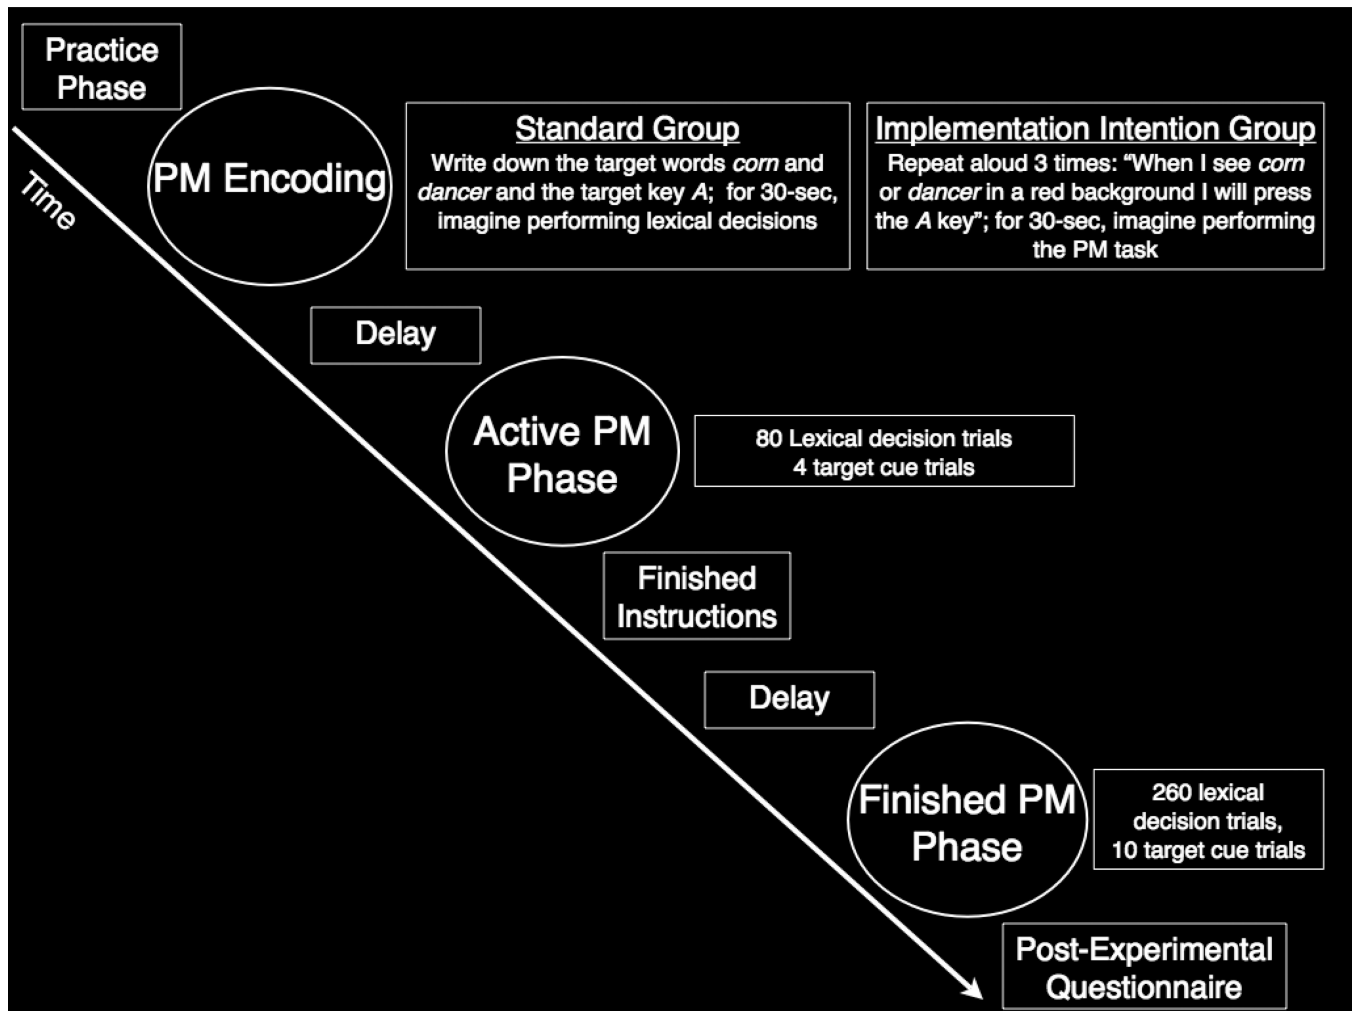 Practice
Phase
Time
PM Encoding
Standard Group
Write down the target words corn and
dancer and the target key A;  for 30-sec,
imagine performing lexical decisions
Implementation Intention Group
Repeat aloud 3 times: “When I see corn
or dancer in a red background I will press
the A key”; for 30-sec, imagine performing
the PM task
Delay
Active PM
Phase
80 Lexical decision trials
4 target cue trials
Finished
Instructions
Delay
Finished PM
Phase
260 lexical
decision trials,
10 target cue trials
Post-Experimental
Questionnaire